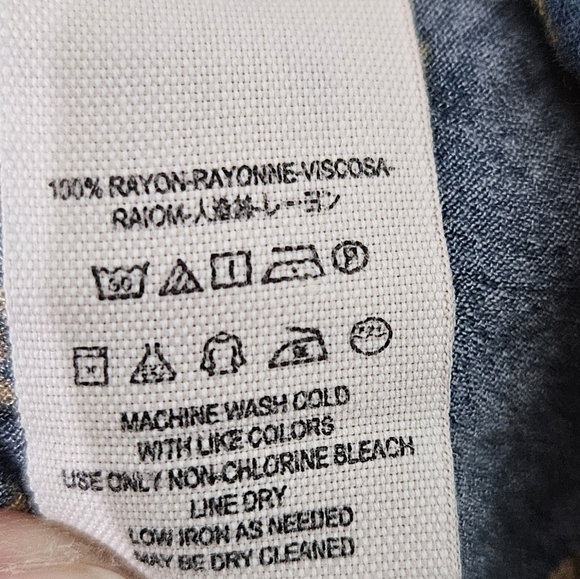 100% RAYON-RAYONNE-VISCOSA-
RAIOM-人造絲-レーヨン
30
P
MACHINE WASH COLD
WITH LIKE COLORS
USE ONLY NON-CHLORINE BLEACH
LINE DRY
LOW IRON AS NEEDED
MAY BE DRY CLEANED